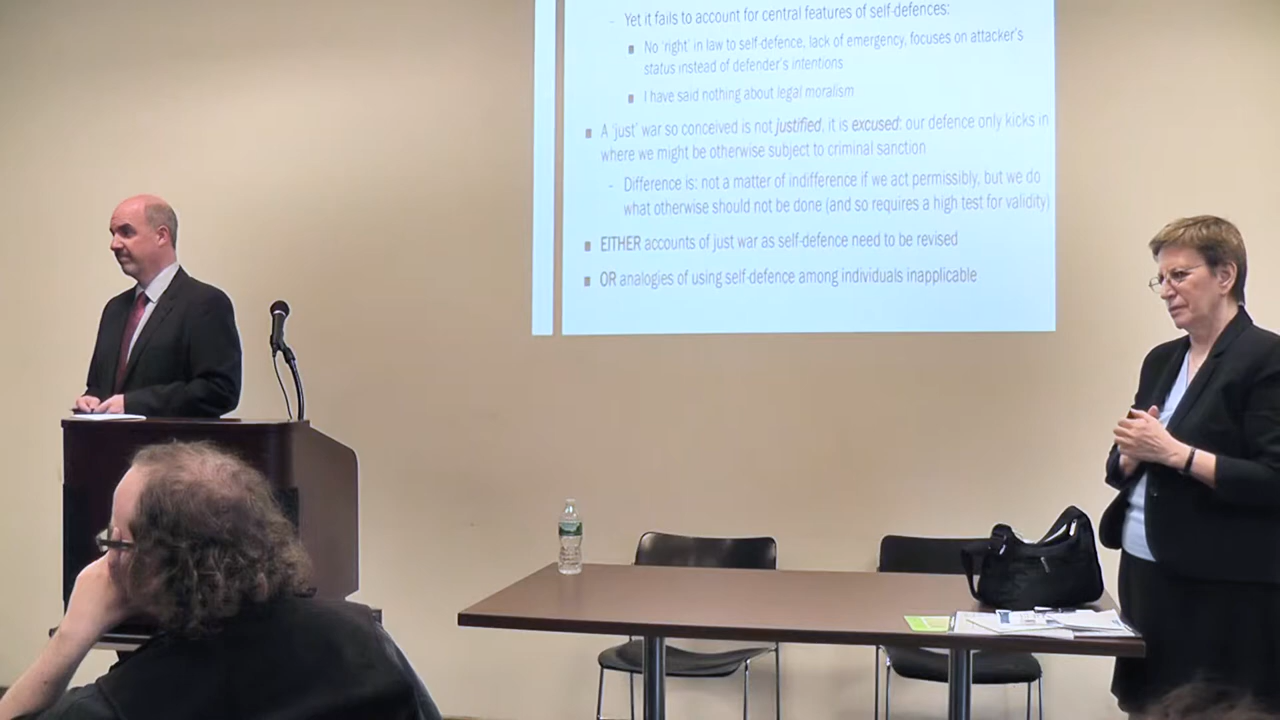 - Yet it fails to account for central features of self-defences:
■ No 'right' in law to self-defence, lack of emergency, focuses on attacker's
status instead of defender's intentions
■ I have said nothing about legal moralism
■ A 'just' war so conceived is not justified, it is excused: our defence only kicks in
where we might be otherwise subject to criminal sanction
- Difference is: not a matter of indifference if we act permissibly, but we do
what otherwise should not be done (and so requires a high test for validity)
■ EITHER accounts of just war as self-defence need to be revised
■ OR analogies of using self-defence among individuals inapplicable